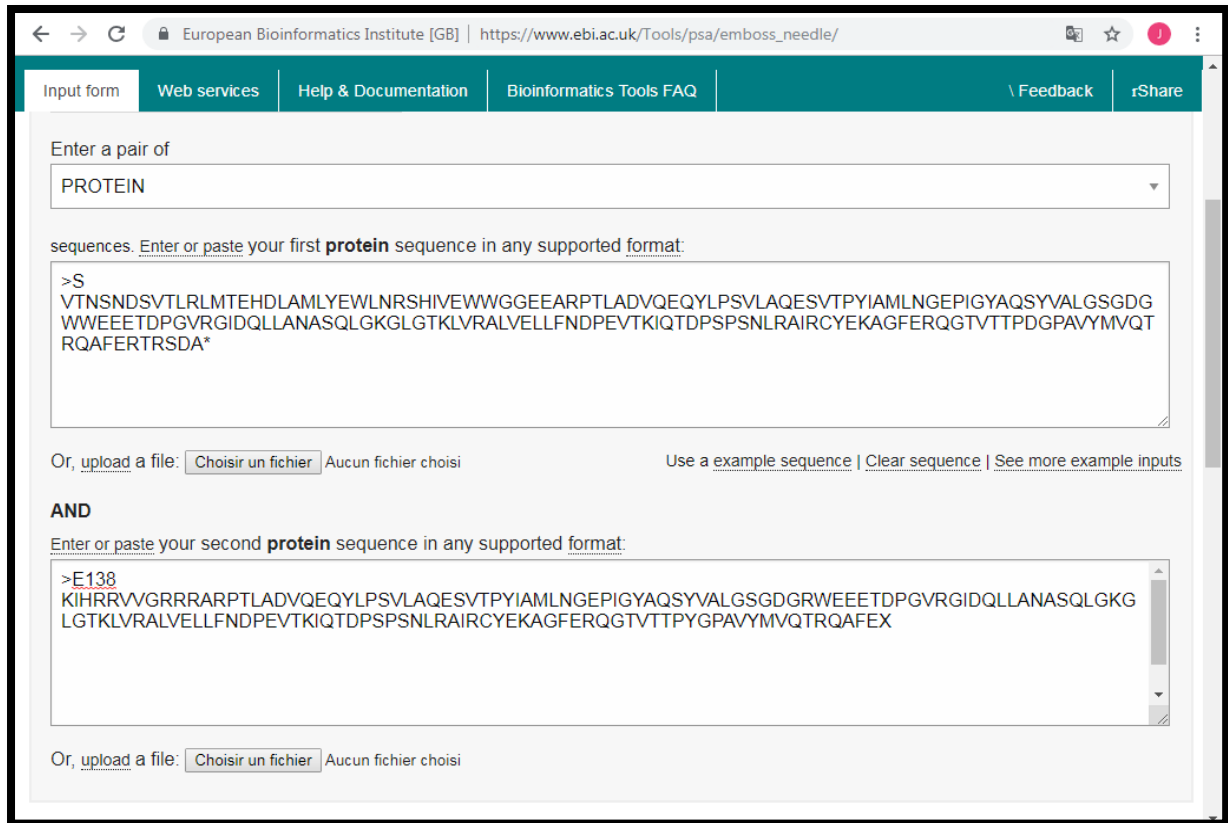 European Bioinformatics Institute [GB] | https://www.ebi.ac.uk/Tools/psa/emboss_needle/ J
Input form Web services Help & Documentation Bioinformatics Tools FAQ \ Feedback rShare
Enter a pair of
PROTEIN
sequences. Enter or paste your first protein sequence in any supported format:
>S
VTNSNDSVTLRLMTEHDLAMLYEWLNRSHIVEWWGGEEARPTLADVQEQYLPSVLAQESVTPYIAMLNGEPIGYAQSYVALGSGDG
WWEEETDPGVRGIDQLLANASQLGKGLGTKLVRALVELLFNDPEVTKIQTDPSPSNLRAIRCYEKAGFERQGTVTTPDGPAVYMVQT
RQAFERTRSDA*
Or, upload a file: Choisir un fichier Aucun fichier choisi Use a example sequence | Clear sequence | See more example inputs
AND
Enter or paste your second protein sequence in any supported format:
>E138
KIHRRVVGRRRARPTLADVQEQYLPSVLAQESVTPYIAMLNGEPIGYAQSYVALGSGDGRWEEETDPGVRGIDQLLANASQLGKG
LGTKLVRALVELLFNDPEVTKIQTDPSPSNLRAIRCYEKAGFERQGTVTTPYGPAVYMVQTRQAFEX
Or, upload a file: Choisir un fichier Aucun fichier choisi